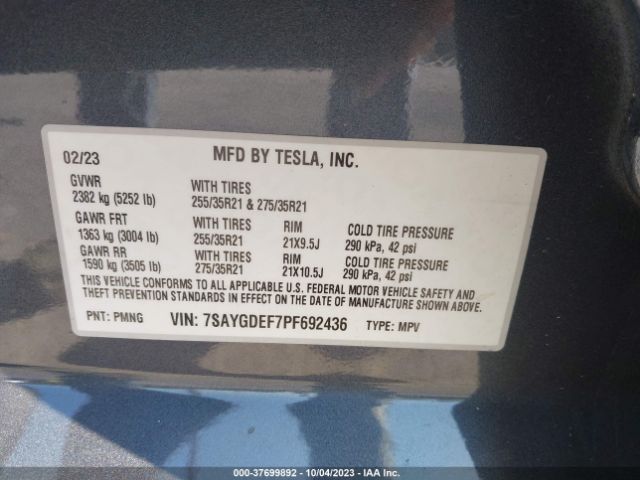 02/23 MFD BY TESLA, INC.
GVWR WITH TIRES
2382 kg (5252 lb) 255/35R21 & 275/35R21
GAWR FRT WITH TIRES RIM COLD TIRE PRESSURE
1363 kg (3004 lb) 255/35R21 21X9.5J 290 kPa, 42 psi
GAWR RR WITH TIRES RIM COLD TIRE PRESSURE
1590 kg (3505 lb) 275/35R21 21X10.5J 290 kPa, 42 psi
THIS VEHICLE CONFORMS TO ALL APPLICABLE U.S. FEDERAL MOTOR VEHICLE SAFETY AND
THEFT PREVENTION STANDARDS IN EFFECT ON THE DATE OF MANUFACTURE SHOWN ABOVE.
PNT: PMNG VIN: 7SAYGDEF7PF692436 TYPE: MPV
000-37699892 - 10/04/2023 - IAA Inc.